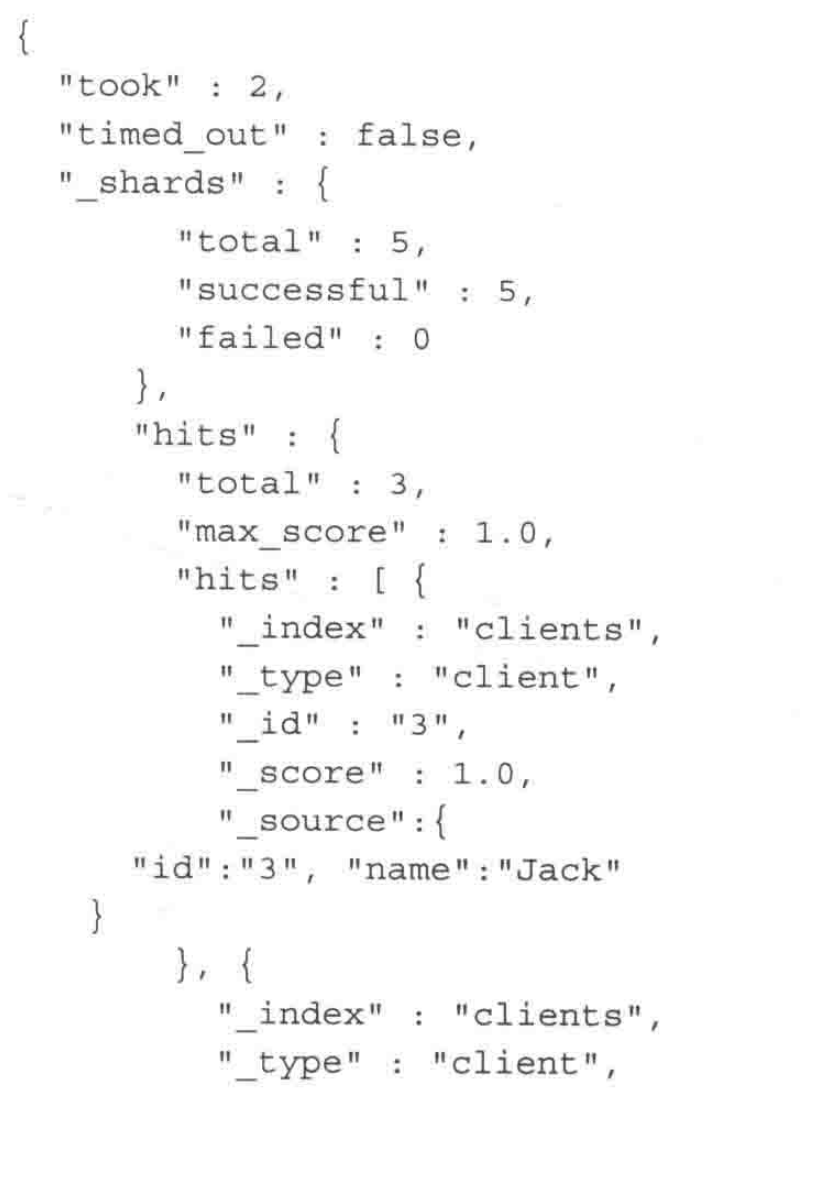 {
"took" : 2,
"timed_out" : false,
"_shards" : {
"total" : 5,
"successful" : 5,
"failed" : 0
},
"hits" : {
"total" : 3,
"max_score" : 1.0,
"hits" : [ {
"_index" : "clients",
"_type" : "client",
"_id" : "3",
"_score" : 1.0,
"_source":{
"id":"3", "name":"Jack"
}
}, {
"_index" : "clients",
"_type" : "client",